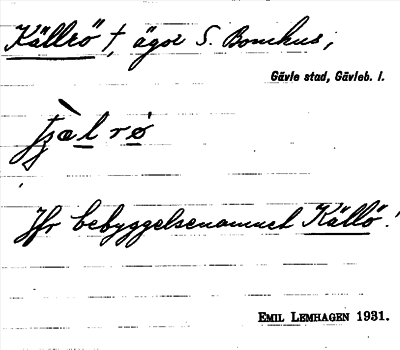 Källrö †, ägor S. Bomhus;
Gävle stad, Gävleb. l.
Jfr bebyggelsenamnet Källö!
EMIL LEMHAGEN 1931.